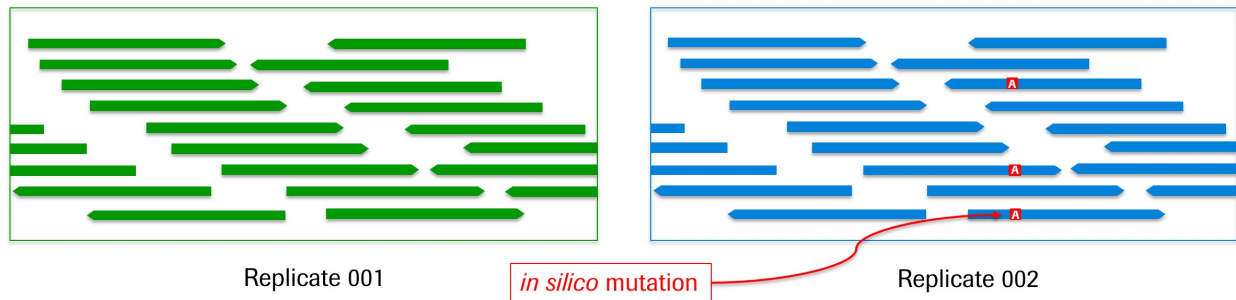 A
A
A
Replicate 001
in silico mutation
Replicate 002